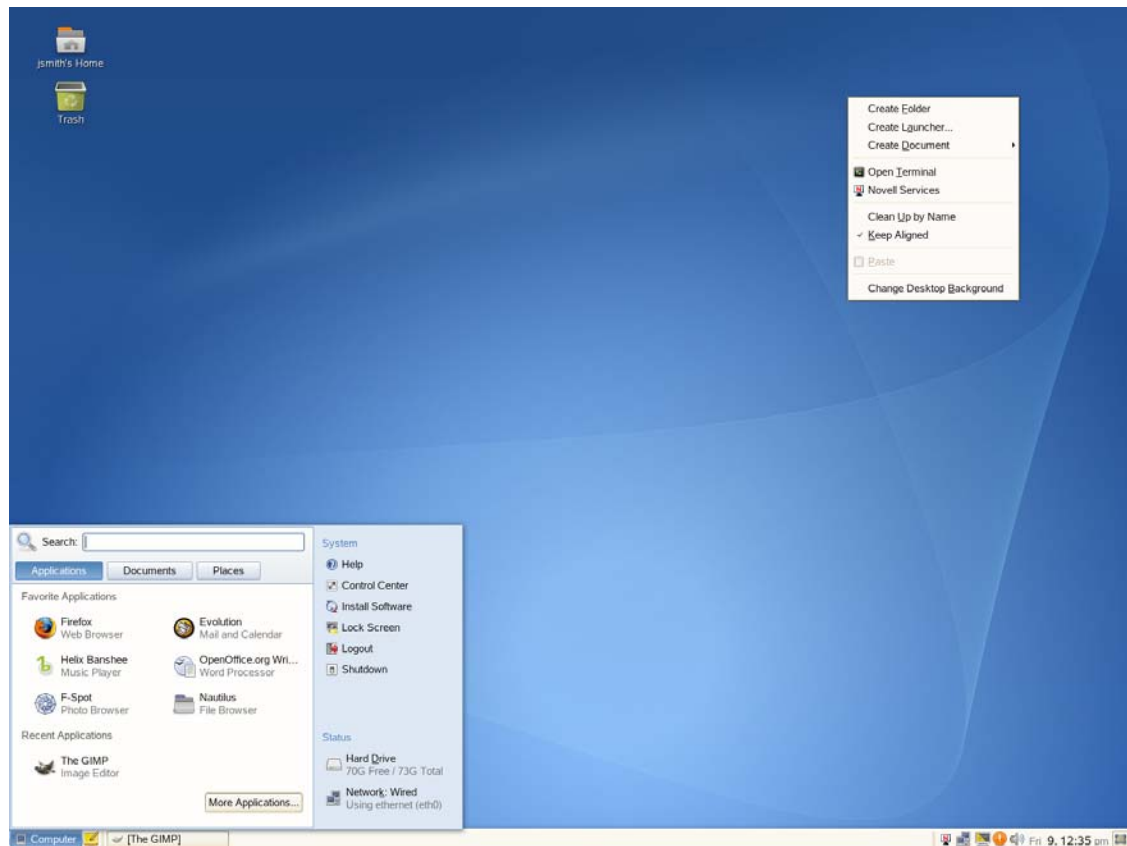 jsmith's Home
Trash
Create Folder
Create Launcher...
Create Document
Open Terminal
Novell Services
Clean Up by Name
Keep Aligned
Paste
Change Desktop Background
Search:
Applications Documents Places
Favorite Applications
Firefox
Web Browser
Evolution
Mail and Calendar
Helix Banshee
Music Player
OpenOffice.org Wri...
Word Processor
F-Spot
Photo Browser
Nautilus
File Browser
Recent Applications
The GIMP
Image Editor
More Applications...
System
Help
Control Center
Install Software
Lock Screen
Logout
Shutdown
Status
Hard Drive
70G Free / 73G Total
Network: Wired
Using ethernet (eth0)
Computer [The GIMP] Fri 9, 12:35 pm